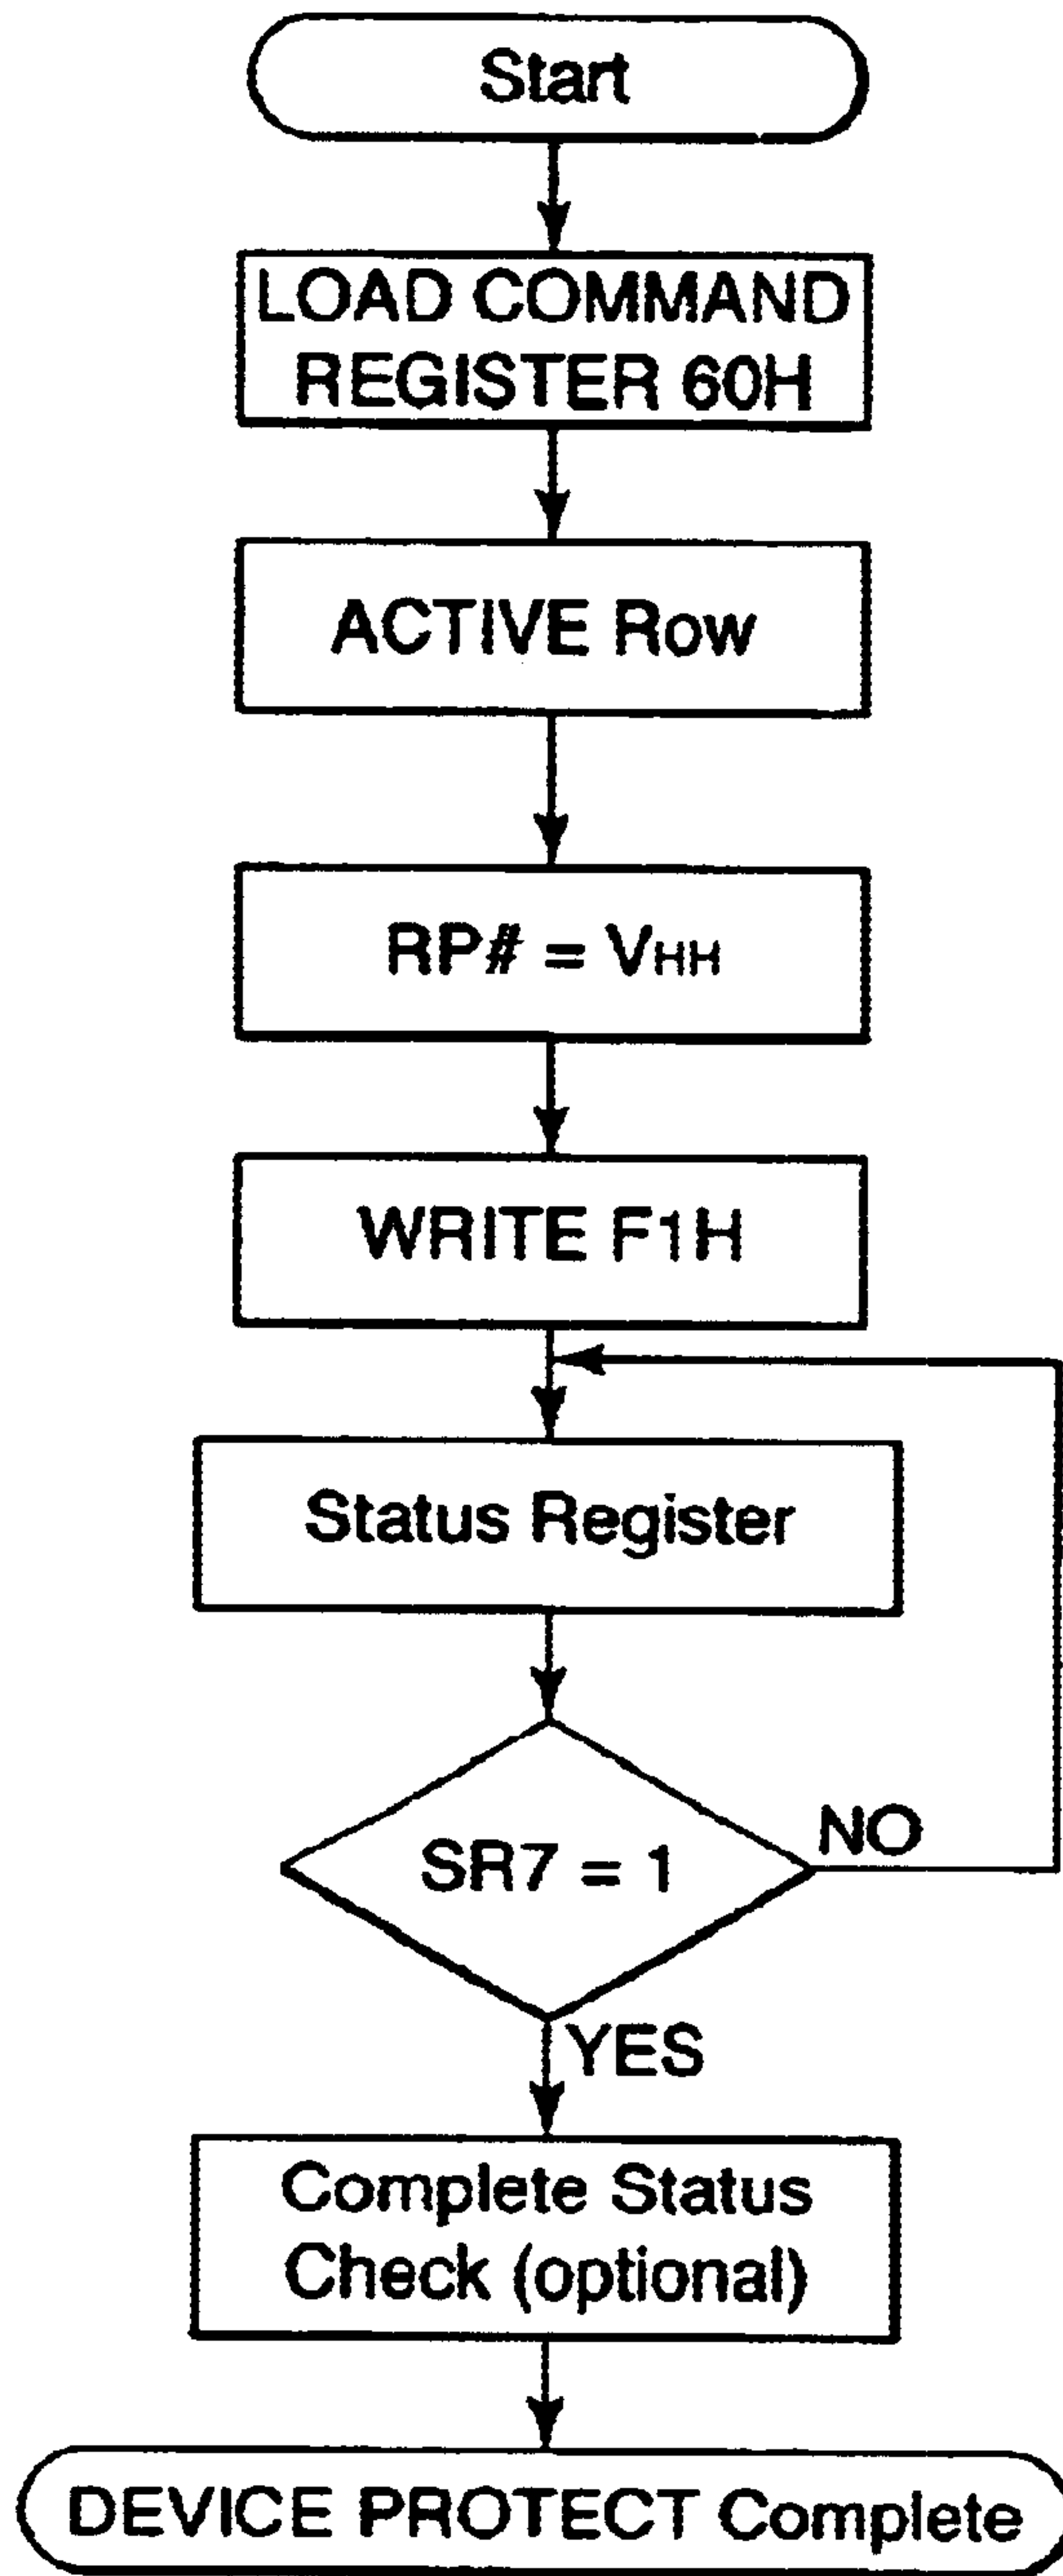 Start
LOAD COMMAND
REGISTER 60H
ACTIVE Row
RP# = VHH
WRITE F1H
Status Register
SR7 = 1
NO
YES
Complete Status
Check (optional)
DEVICE PROTECT Complete